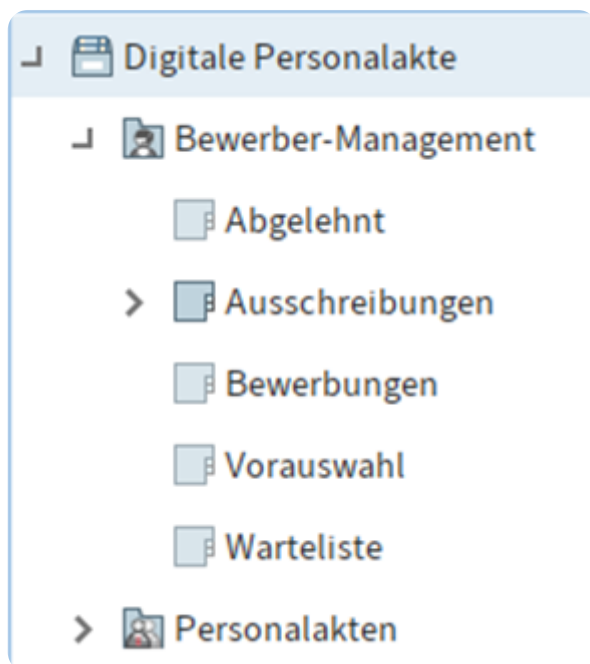 Digitale Personalakte
Bewerber-Management
Abgelehnt
Ausschreibungen
Bewerbungen
Vorauswahl
Warteliste
Personalakten